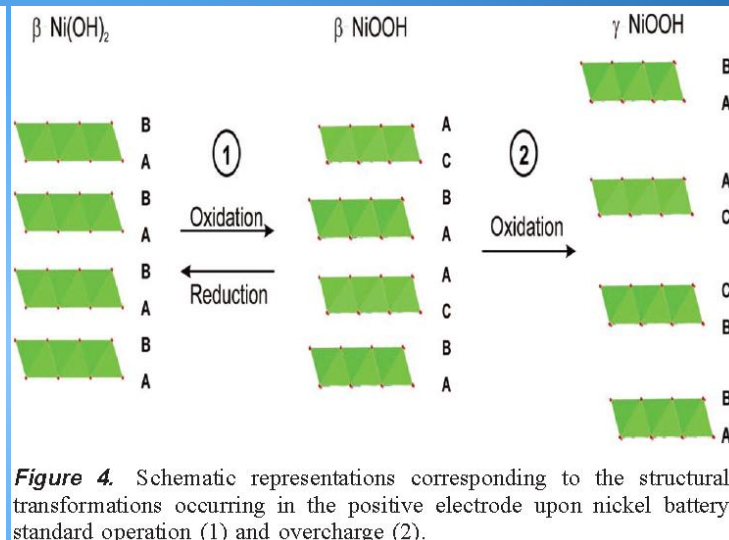 β Ni(OH)₂
β NiOOH
γ NiOOH
B
A
B
A
B
A
B
A
1
Oxidation
Reduction
A
C
B
A
A
C
B
A
2
Oxidation
B
A
A
C
C
B
B
A
Figure 4. Schematic representations corresponding to the structural
transformations occurring in the positive electrode upon nickel battery
standard operation (1) and overcharge (2).